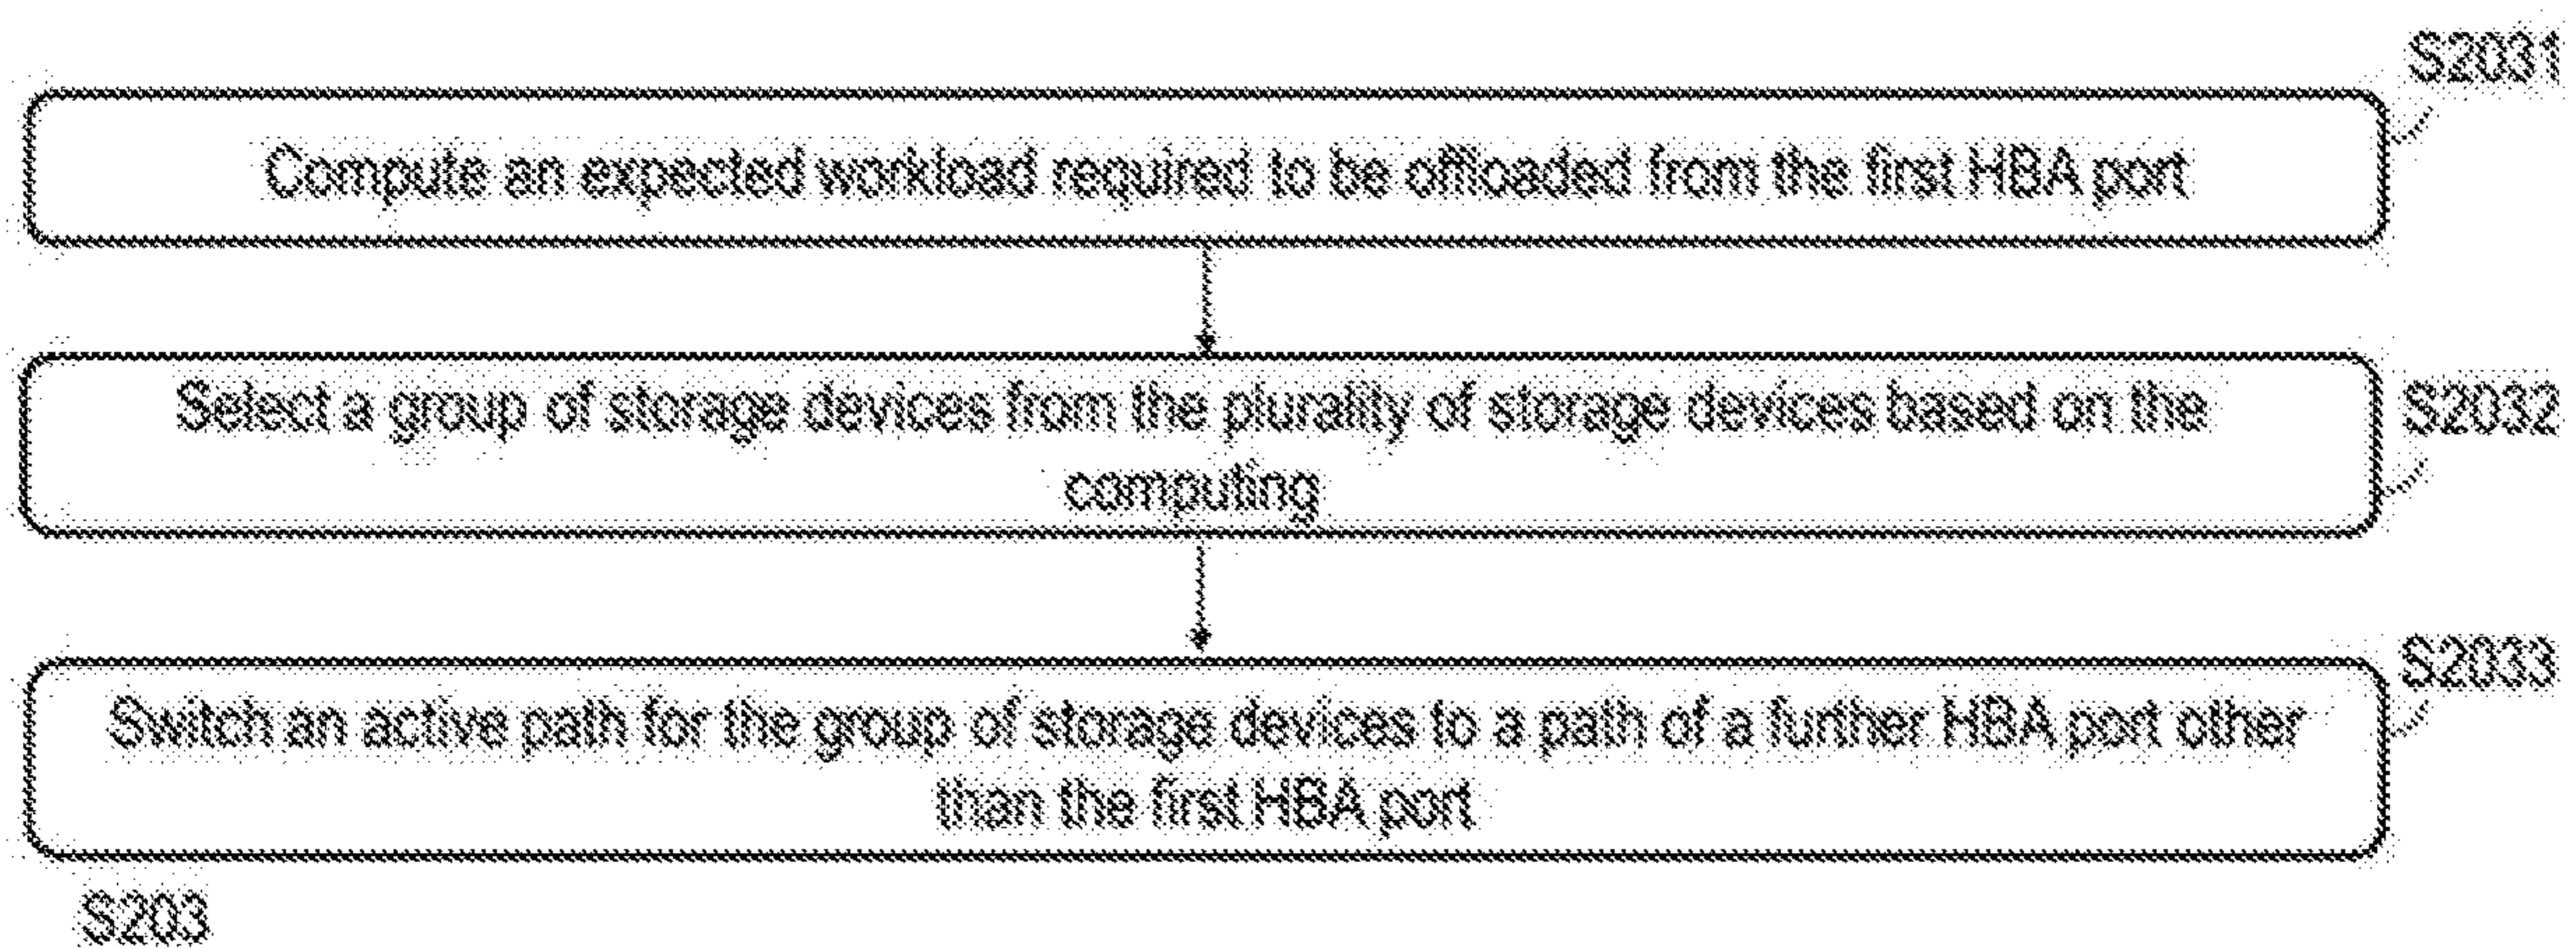 S2031
Compute an expected workload required to be offloaded from the first HBA port
Select a group of storage devices from the plurality of storage devices based on the
computing
S2032
Switch an active path for the group of storage devices to a path of a further HBA port other
than the first HBA port
S2033
S203